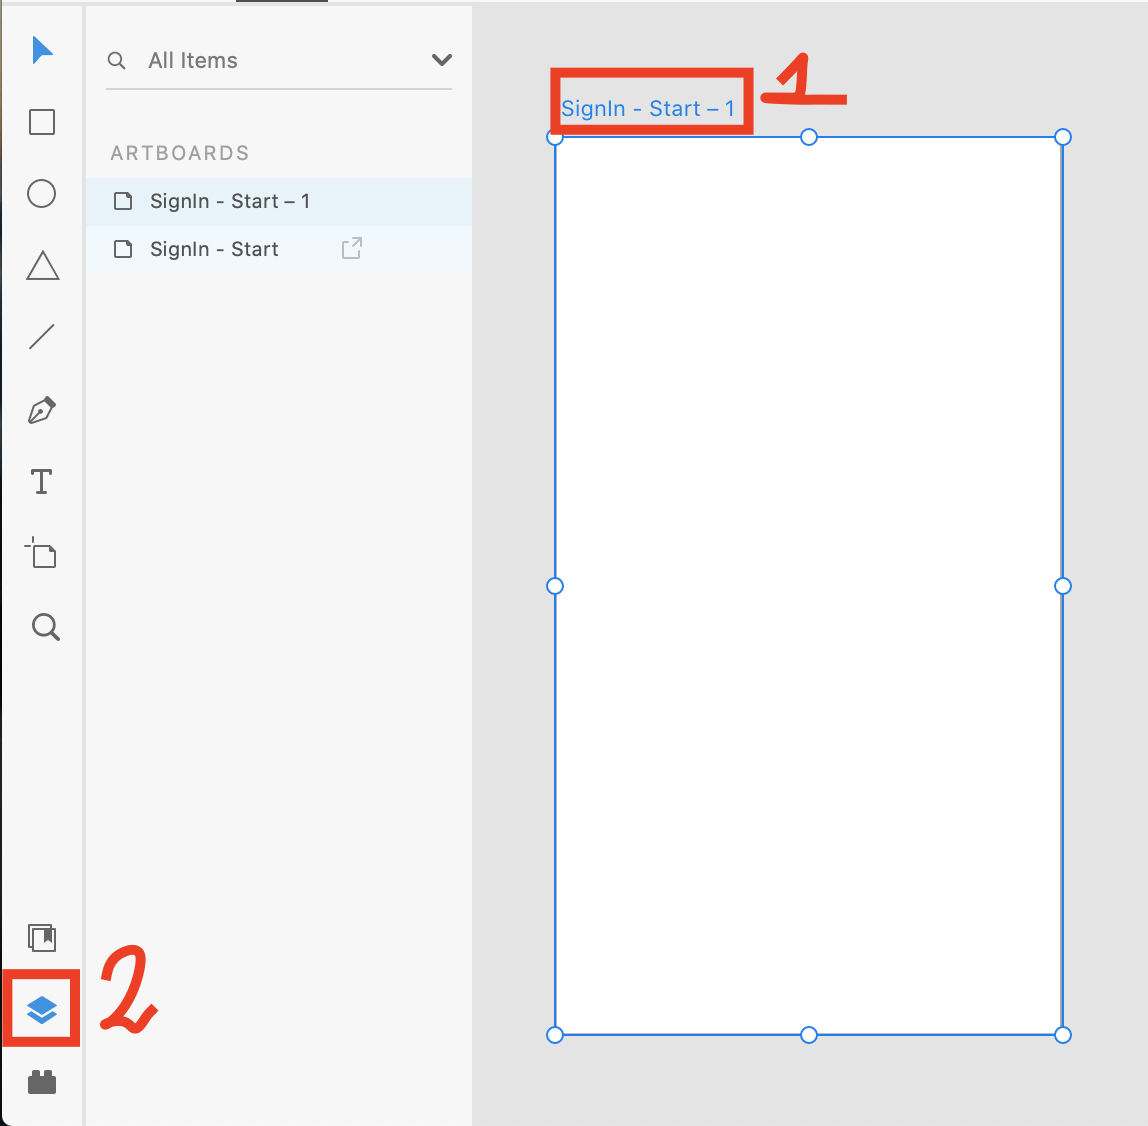 All Items
ARTBOARDS
SignIn - Start – 1
SignIn - Start
SignIn - Start – 1
1
2